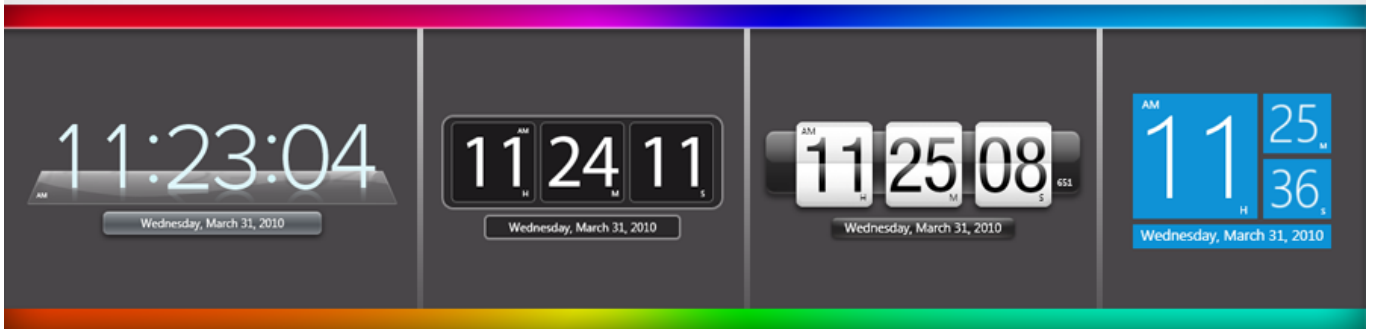 11:23:04
AM
Wednesday, March 31, 2010
AM
11 24 11
H M S
Wednesday, March 31, 2010
AM
11 25 08
651
H M S
Wednesday, March 31, 2010
AM
11
H
25
M
36
S
Wednesday, March 31, 2010